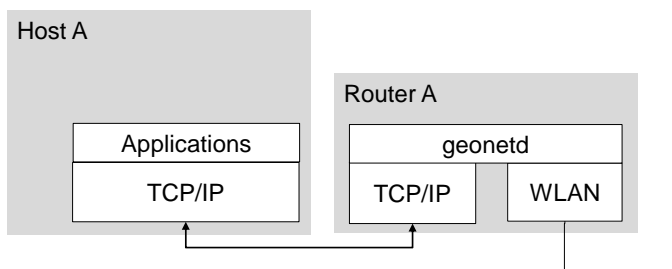 Host A
Router A
Applications
geonetd
TCP/IP
TCP/IP
WLAN